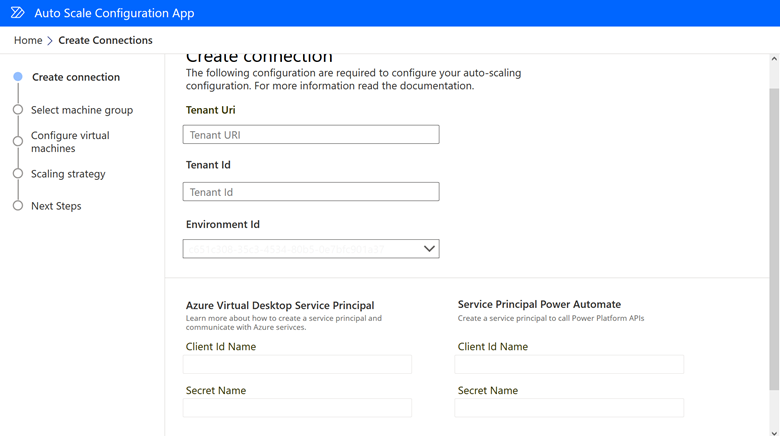 Auto Scale Configuration App
Home > Create Connections
Create connection
Select machine group
Configure virtual
machines
Scaling strategy
Next Steps
Create connection
The following configuration are required to configure your auto-scaling
configuration. For more information read the documentation.
Tenant Uri
Tenant URI
Tenant Id
Tenant Id
Environment Id
Azure Virtual Desktop Service Principal
Learn more about how to create a service principal and
communicate with Azure serivces.
Client Id Name
Secret Name
Service Principal Power Automate
Create a service principal to call Power Platform APIs
Client Id Name
Secret Name